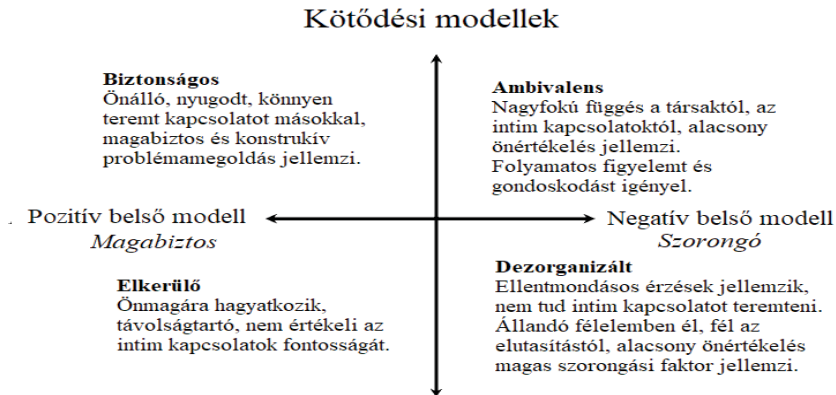 Kötődési modellek
Biztonságos
Önálló, nyugodt, könnyen
teremt kapcsolatot másokkal,
magabiztos és konstrukív
problémamegoldás jellemzi.
Ambivalens
Nagyfokú függés a társaktól, az
intim kapcsolatoktól, alacsony
önértékelés jellemzi.
Folyamatos figyelemt és
gondoskodást igényel.
. Pozitív belső modell
Magabiztos
Negatív belső modell
Szorongó
Elkerülő
Önmagára hagyatkozik,
távolságtartó, nem értékeli az
intim kapcsolatok fontosságát.
Dezorganizált
Ellentmondásos érzések jellemzik,
nem tud intim kapcsolatot teremteni.
Állandó félelemben él, fél az
elutasítástól, alacsony önértékelés
magas szorongási faktor jellemzi.